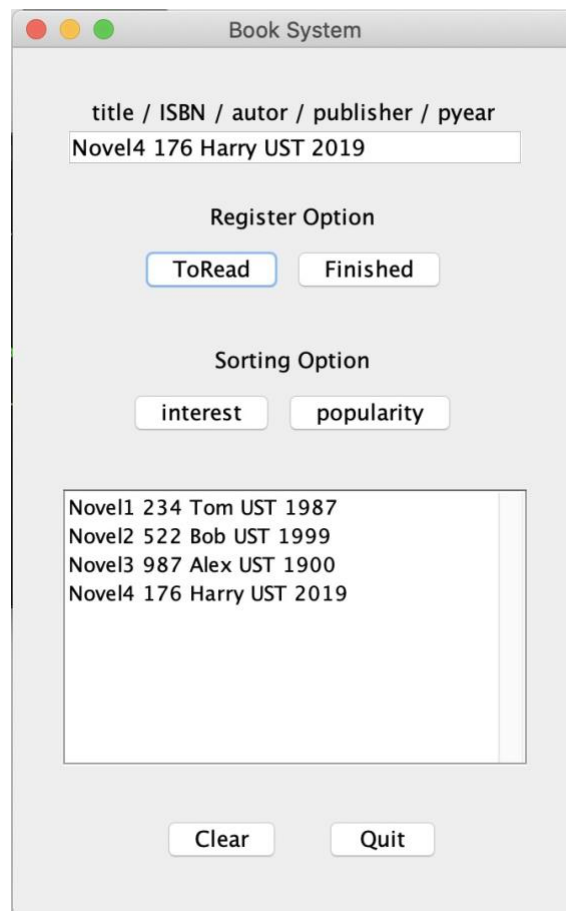 Book System
title / ISBN / autor / publisher / pyear
Novel4 176 Harry UST 2019
Register Option
ToRead Finished
Sorting Option
interest popularity
Novel1 234 Tom UST 1987
Novel2 522 Bob UST 1999
Novel3 987 Alex UST 1900
Novel4 176 Harry UST 2019
Clear Quit